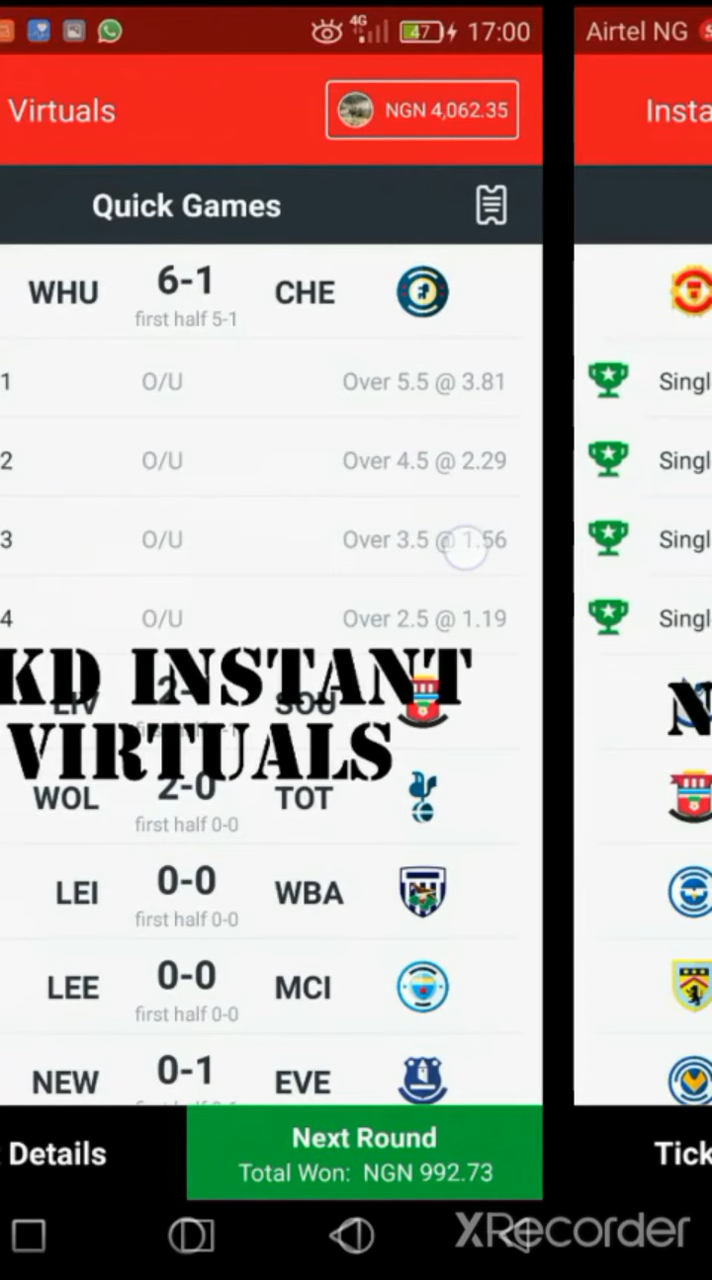 4G 47 17:00 Airtel NG
Virtuals NGN 4,062.35 Insta
Quick Games
WHU 6-1 CHE
first half 5-1
1 O/U Over 5.5 @ 3.81 Singl
2 O/U Over 4.5 @ 2.29 Singl
3 O/U Over 3.5 @ 1.56 Singl
4 O/U Over 2.5 @ 1.19 Singl
KD INSTANT N
VIRTUALS
LIV SOU
WOL 2-0 TOT
first half 0-0
LEI 0-0 WBA
first half 0-0
LEE 0-0 MCI
first half 0-0
NEW 0-1 EVE
Details Next Round Tick
Total Won: NGN 992.73
XRecorder